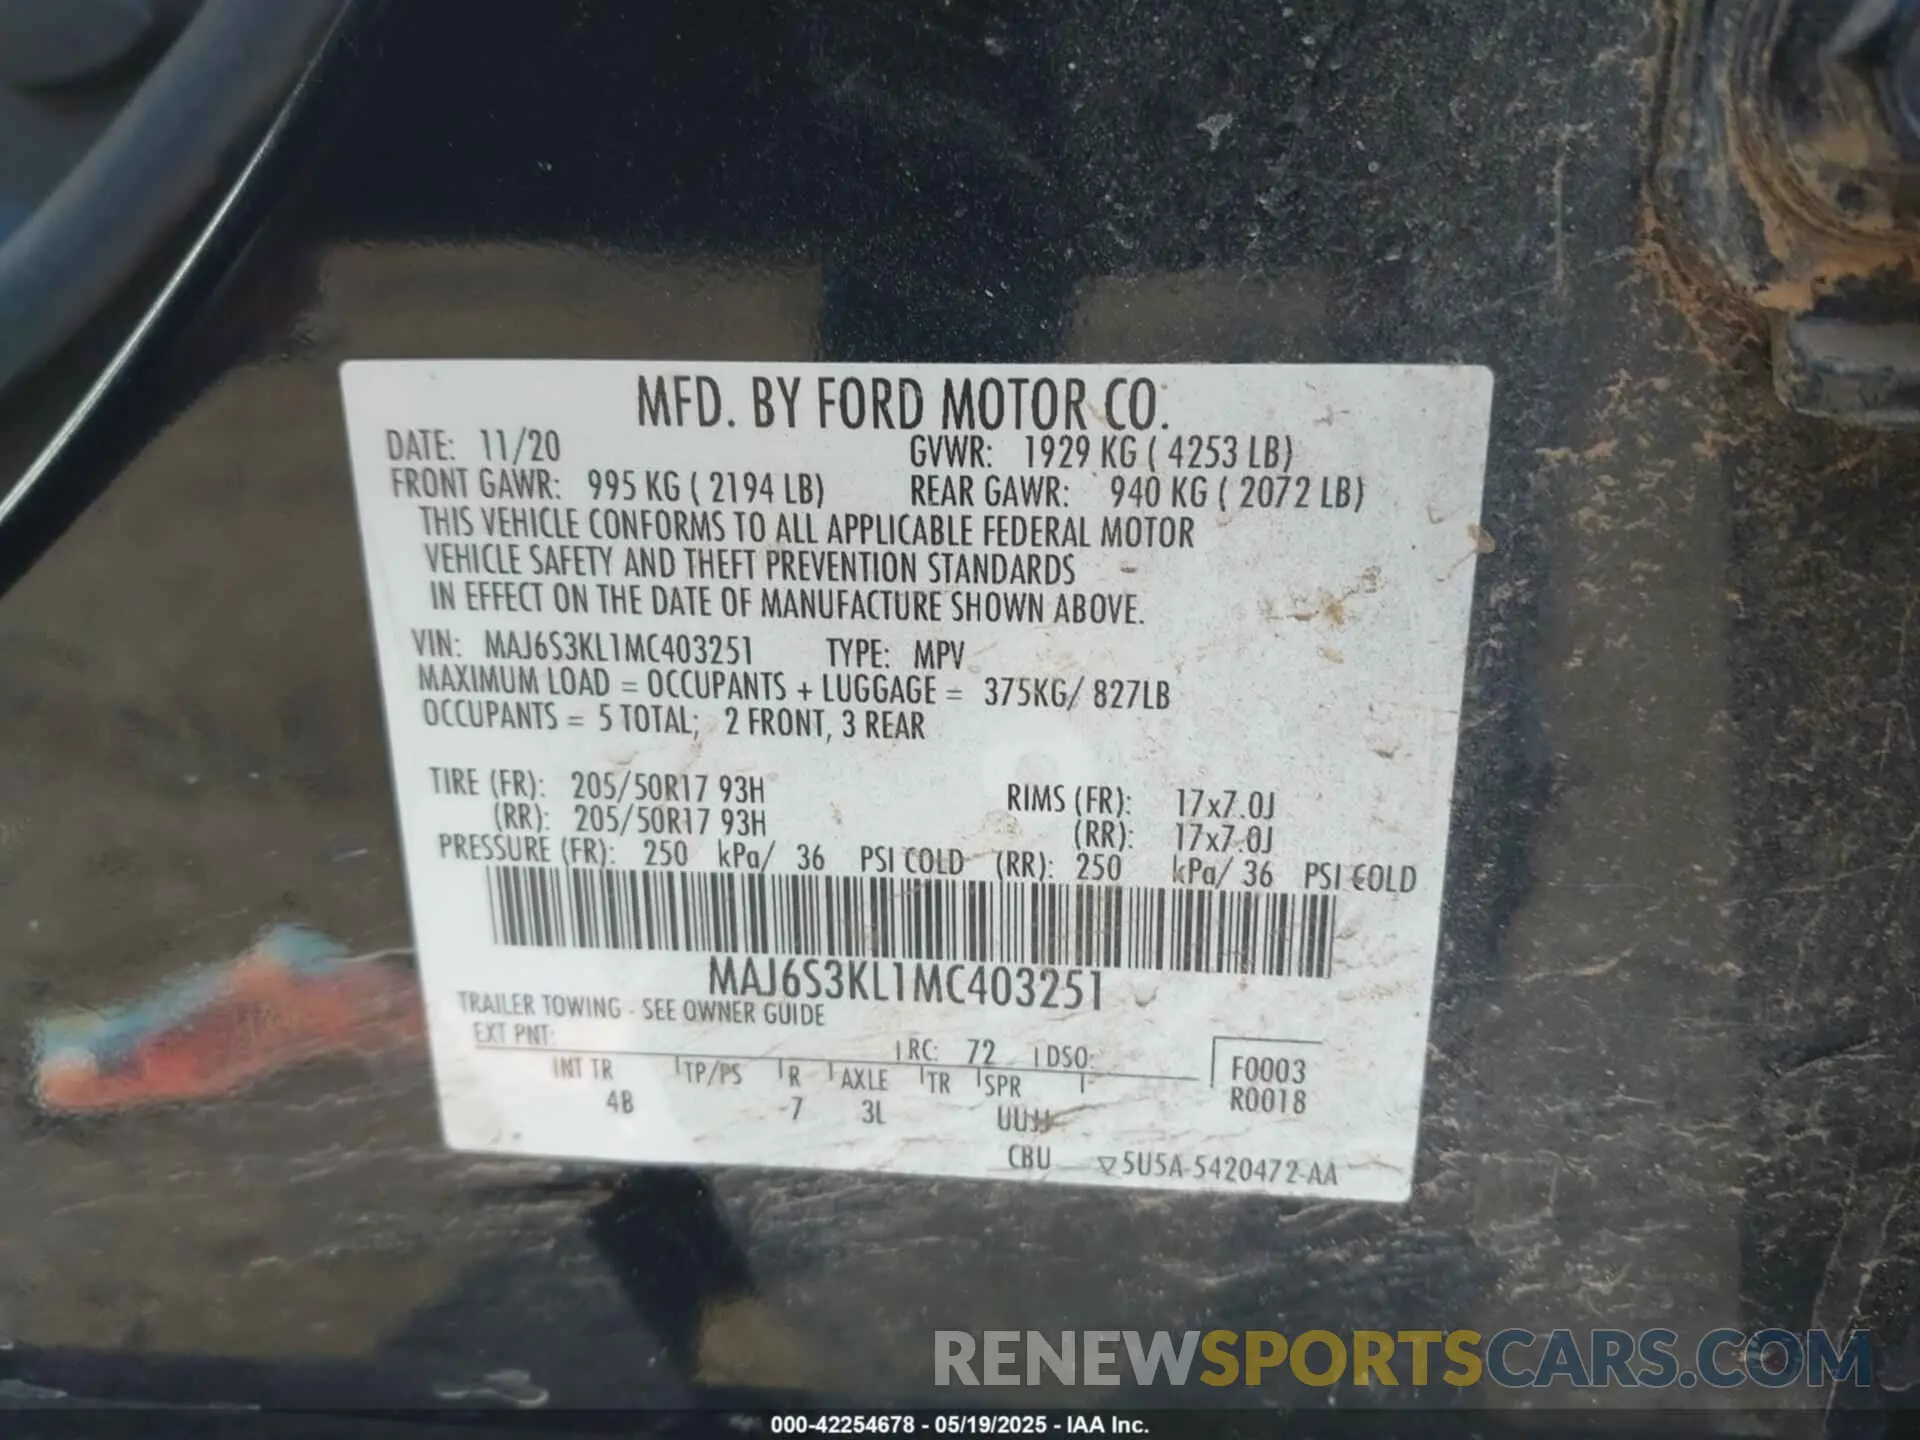 MFD. BY FORD MOTOR CO.
DATE: 11/20 GVWR: 1929 KG ( 4253 LB)
FRONT GAWR: 995 KG ( 2194 LB) REAR GAWR: 940 KG ( 2072 LB)
THIS VEHICLE CONFORMS TO ALL APPLICABLE FEDERAL MOTOR
VEHICLE SAFETY AND THEFT PREVENTION STANDARDS
IN EFFECT ON THE DATE OF MANUFACTURE SHOWN ABOVE.
VIN: MAJ6S3KL1MC403251 TYPE: MPV
MAXIMUM LOAD = OCCUPANTS + LUGGAGE = 375KG/ 827LB
OCCUPANTS = 5 TOTAL; 2 FRONT, 3 REAR
TIRE (FR): 205/50R17 93H RIMS (FR): 17x7.0J
(RR): 205/50R17 93H (RR): 17x7.0J
PRESSURE (FR): 250 kPa/ 36 PSI COLD (RR): 250 kPa/ 36 PSI COLD
MAJ6S3KL1MC403251
TRAILER TOWING - SEE OWNER GUIDE
EXT PNT: RC: 72 DSO:
INT TR TP/PS R AXLE TR SPR F0003
4B -7 3L UUJJ R0018
CBU 5U5A-5420472-AA
RENEWSPORTSCARS.COM
000-42254678 - 05/19/2025 - IAA Inc.